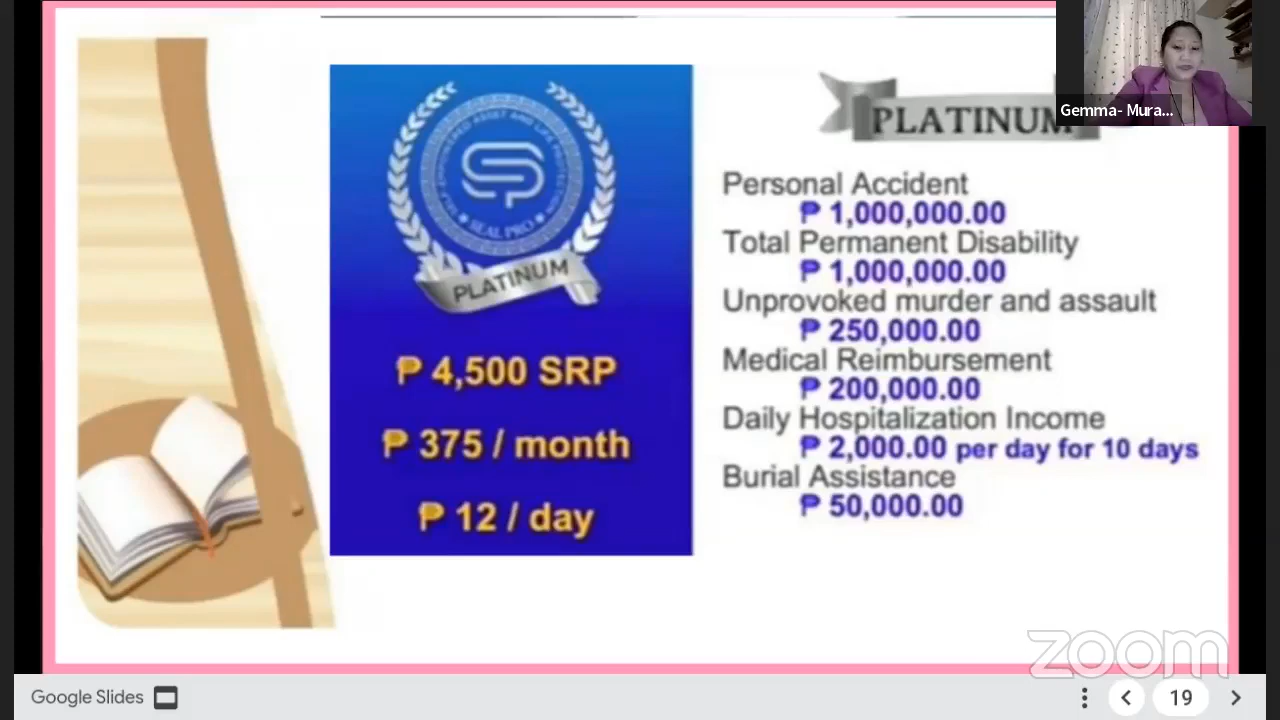 SEAL PRO
PLATINUM
₱ 4,500 SRP
₱ 375 / month
₱ 12 / day
PLATINUM
Personal Accident
₱ 1,000,000.00
Total Permanent Disability
₱ 1,000,000.00
Unprovoked murder and assault
₱ 250,000.00
Medical Reimbursement
₱ 200,000.00
Daily Hospitalization Income
₱ 2,000.00 per day for 10 days
Burial Assistance
₱ 50,000.00
Gemma- Mura...
zoom
Google Slides
19